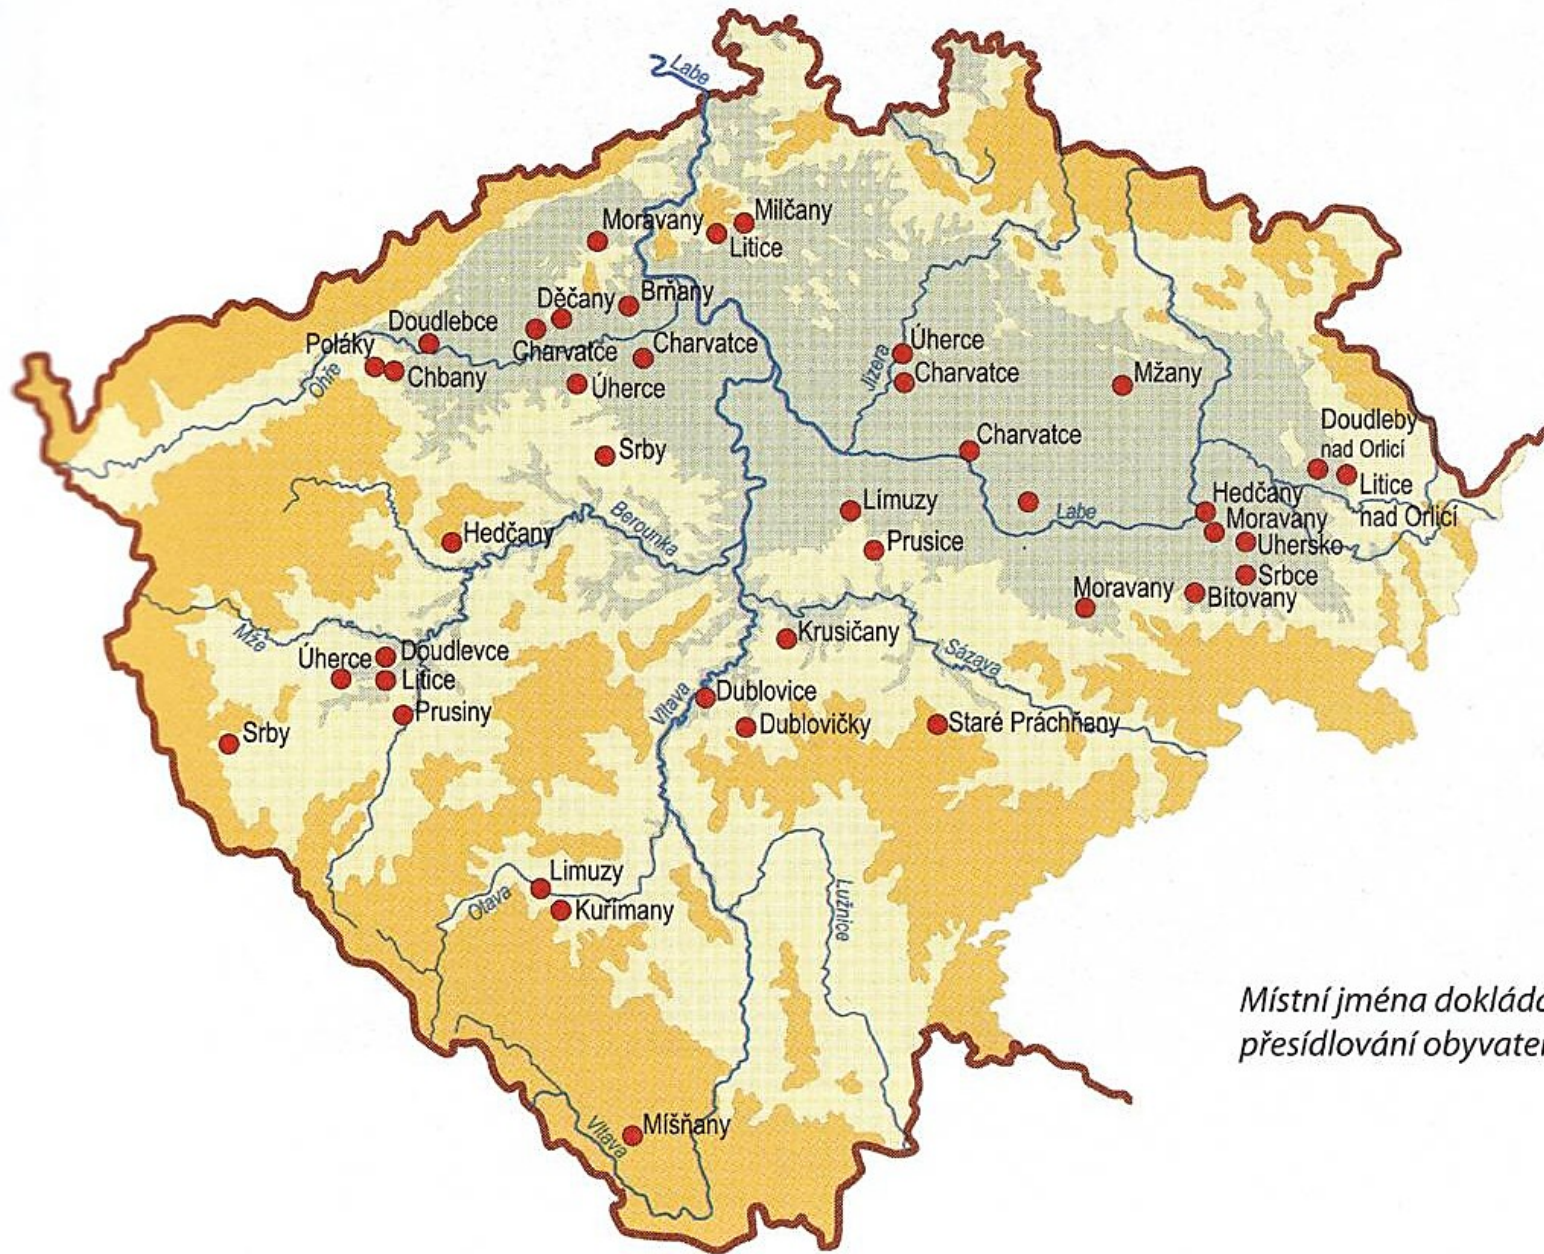 Labe
Moravany
Milčany
Litice
Děčany
Brňany
Doudlebce
Charvatce
Charvatce
Poláky
Chbany
Ohře
Úherce
Jizera
Úherce
Charvatce
Mžany
Srby
Charvatce
Doudleby
nad Orlicí
Litice
nad Orlicí
Hedčany
Berounka
Límuzy
Labe
Hedčany
Moravany
Uhersko
Prusice
Srbce
Moravany
Bítovany
Mže
Krusičany
Sázava
Úherce
Doudlevce
Litice
Vltava
Dublovice
Prusiny
Dublovičky
Staré Práchňany
Srby
Limuzy
Otava
Kuřimany
Lužnice
Místní jména dokládo
přesídlování obyvate
Vltava
Míšňany